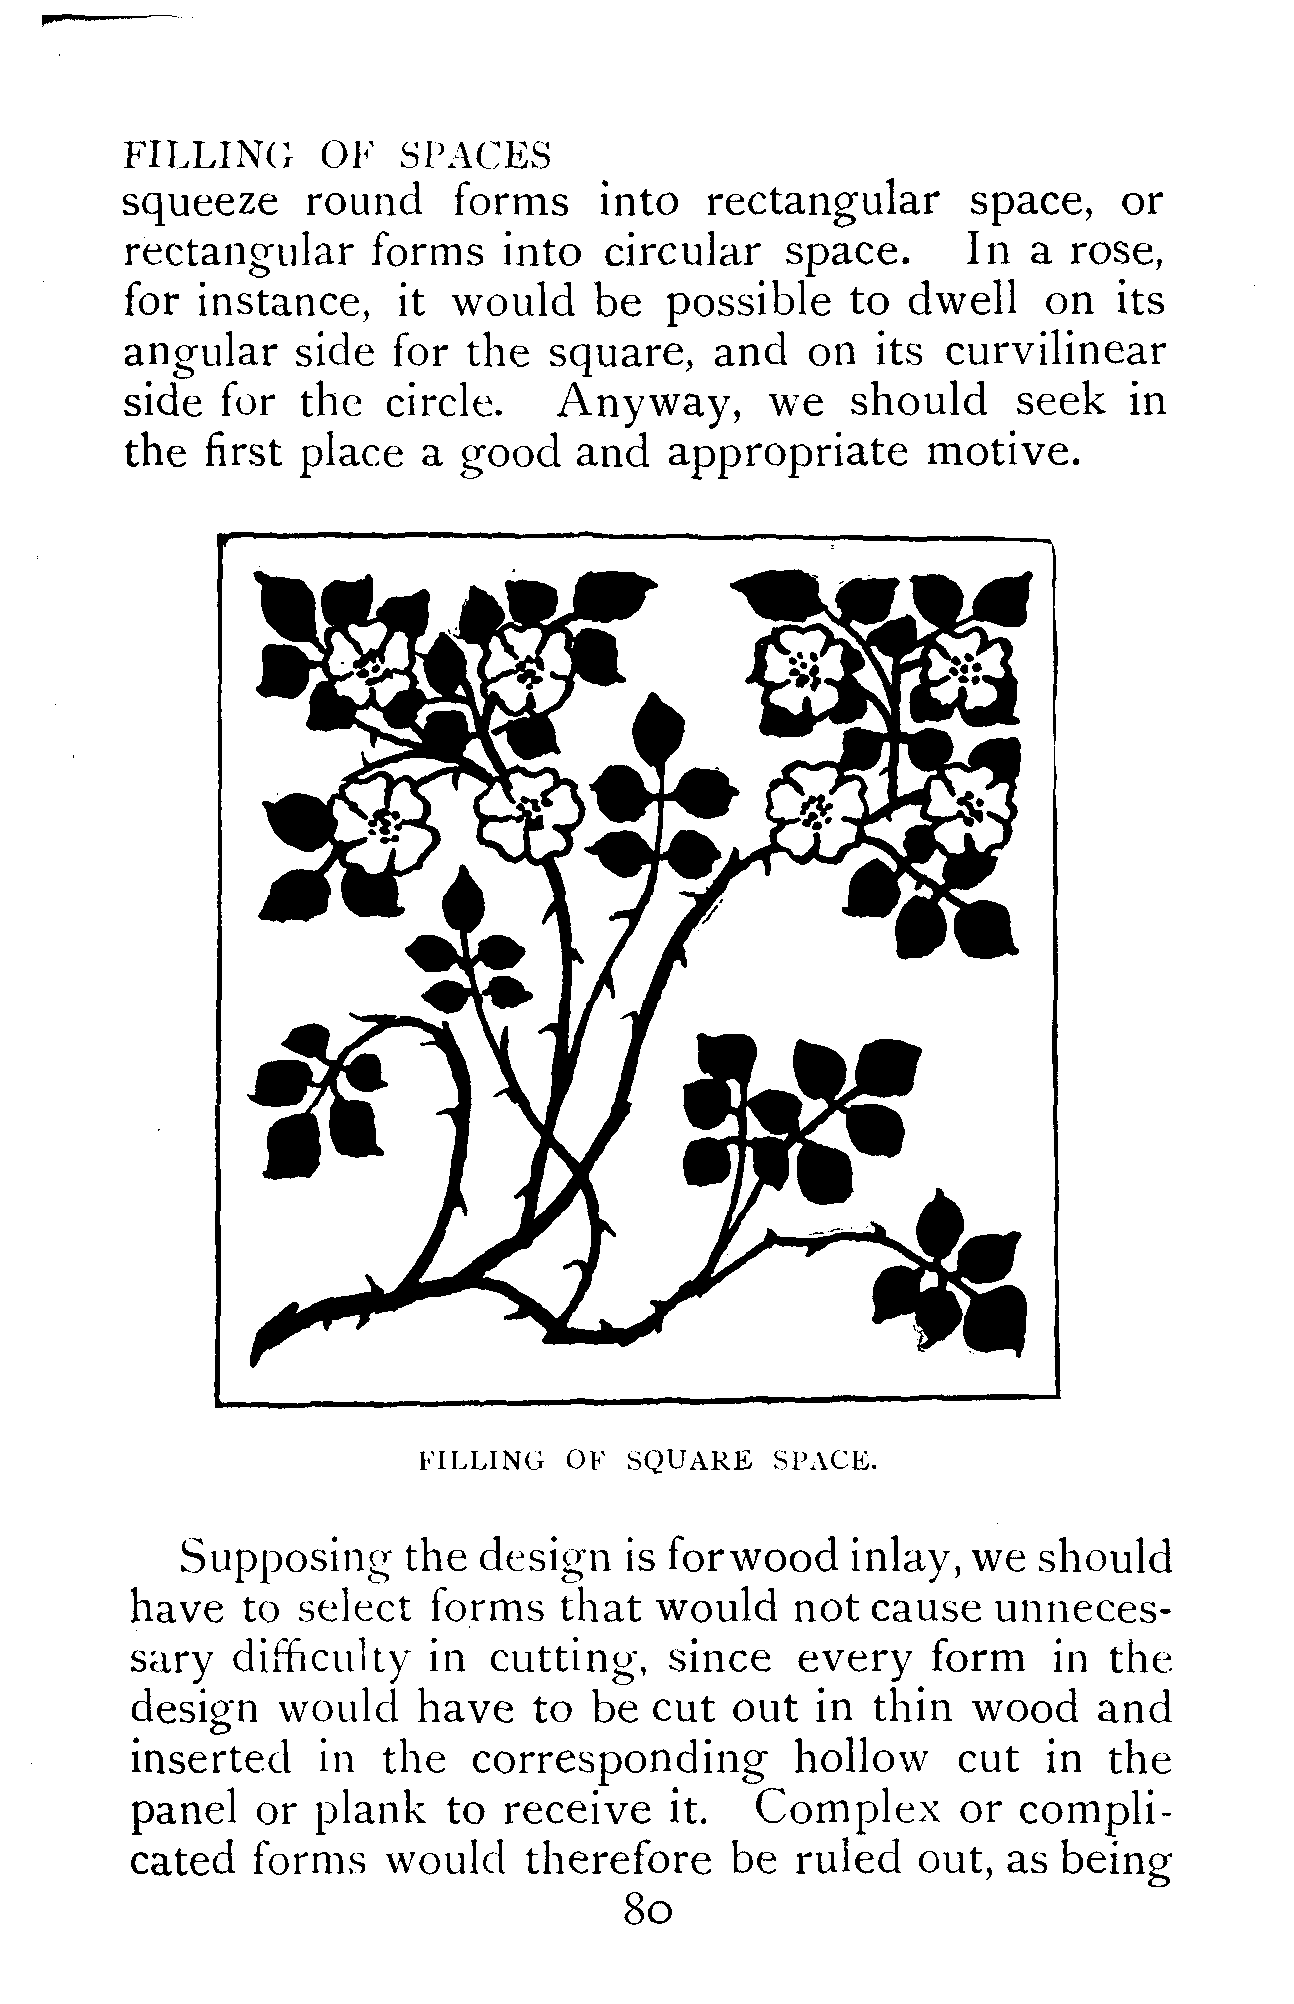 FILLING OF SPACES
squeeze round forms into rectangular space, or
rectangular forms into circular space. In a rose,
for instance, it would be possible to dwell on its
angular side for the square, and on its curvilinear
side for the circle. Anyway, we should seek in
the first place a good and appropriate motive.
FILLING OF SQUARE SPACE.
Supposing the design is for wood inlay, we should
have to select forms that would not cause unneces-
sary difficulty in cutting, since every form in the
design would have to be cut out in thin wood and
inserted in the corresponding hollow cut in the
panel or plank to receive it. Complex or compli-
cated forms would therefore be ruled out, as being
80